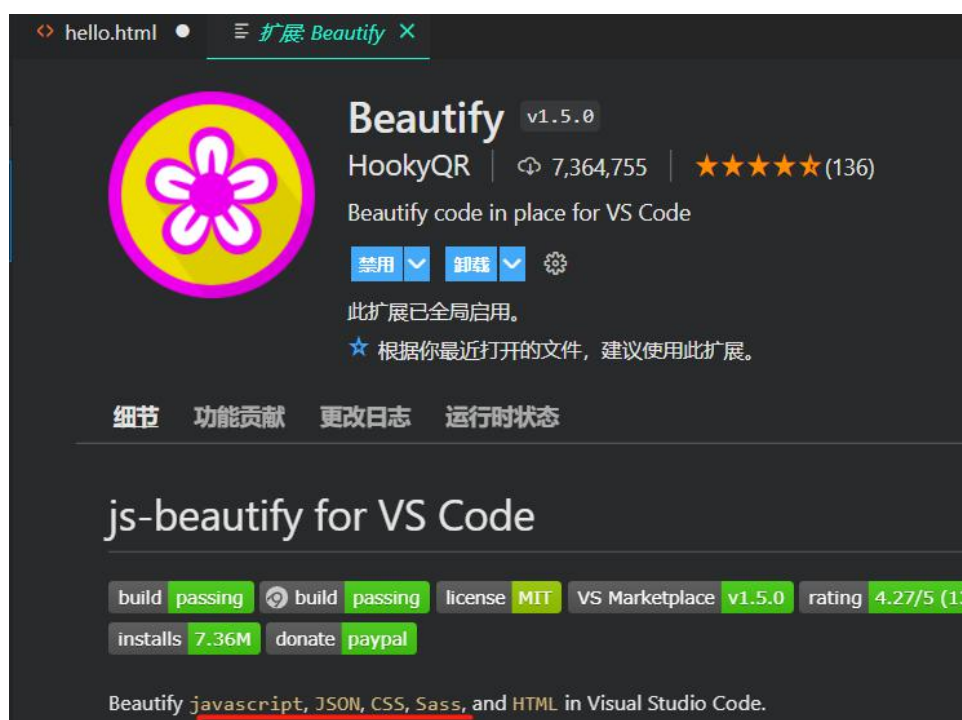 hello.html
扩展: Beautify
Beautify v1.5.0
HookyQR 7,364,755 (136)
Beautify code in place for VS Code
禁用 卸载
此扩展已全局启用。
根据你最近打开的文件，建议使用此扩展。
细节 功能贡献 更改日志 运行时状态
js-beautify for VS Code
build passing build passing license MIT VS Marketplace v1.5.0 rating 4.27/5
installs 7.36M donate paypal
Beautify javascript, JSON, CSS, Sass, and HTML in Visual Studio Code.